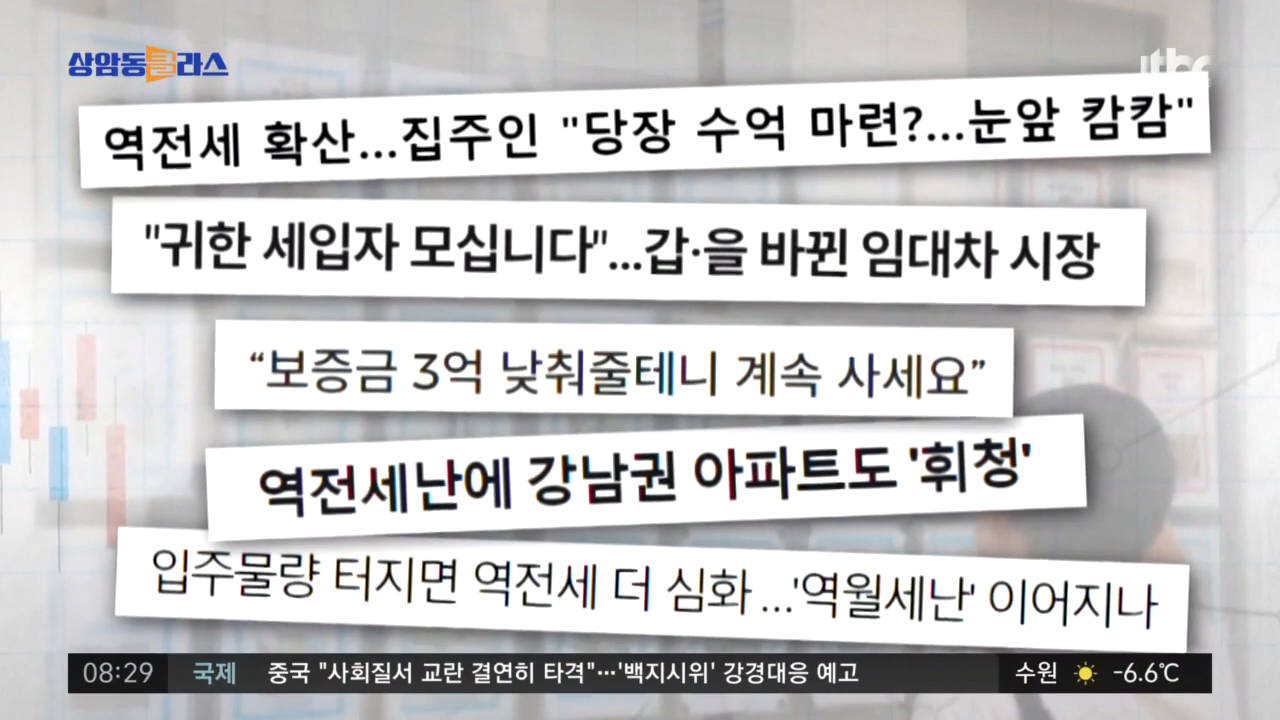 상암동클라스
jtbc
역전세 확산...집주인 "당장 수억 마련?...눈앞 캄캄"
"귀한 세입자 모십니다"...갑·을 바뀐 임대차 시장
“보증금 3억 낮춰줄테니 계속 사세요”
역전세난에 강남권 아파트도 '휘청'
입주물량 터지면 역전세 더 심화 ...'역월세난' 이어지나
08:29 국제 중국 "사회질서 교란 결연히 타격"…'백지시위' 강경대응 예고 수원 -6.6℃